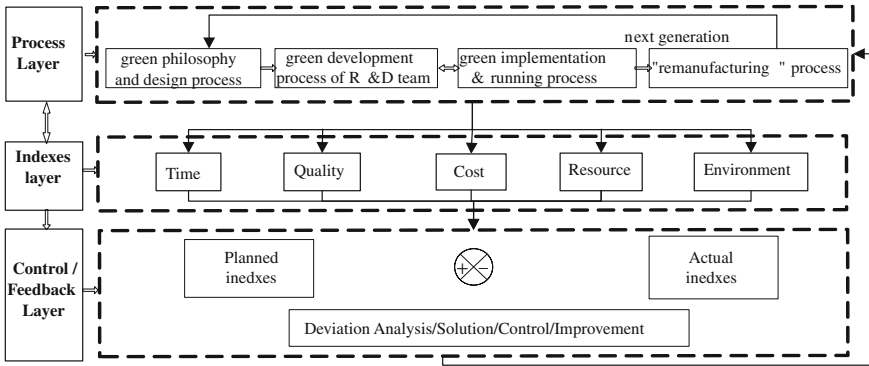 Process
Layer
next generation
green philosophy
and design process
green development
process of R &D team
green implementation
& running process
"remanufacturing " process
Indexes
layer
Time
Quality
Cost
Resource
Environment
Control /
Feedback
Layer
Planned
inedxes
+ −
Actual
inedxes
Deviation Analysis/Solution/Control/Improvement